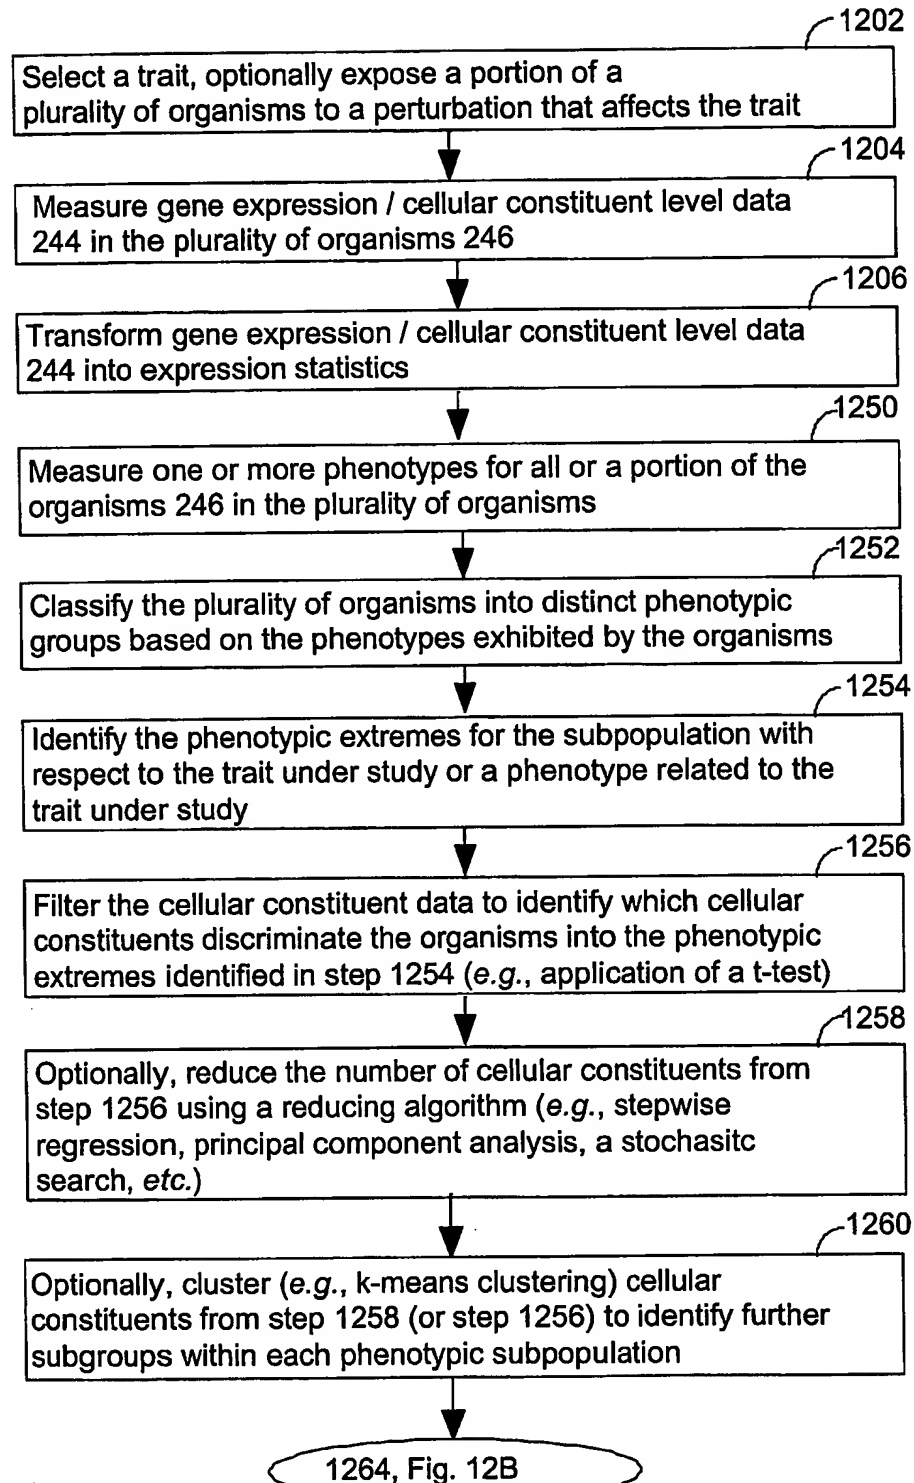 1202
Select a trait, optionally expose a portion of a
plurality of organisms to a perturbation that affects the trait
1204
Measure gene expression / cellular constituent level data
244 in the plurality of organisms 246
1206
Transform gene expression / cellular constituent level data
244 into expression statistics
1250
Measure one or more phenotypes for all or a portion of the
organisms 246 in the plurality of organisms
1252
Classify the plurality of organisms into distinct phenotypic
groups based on the phenotypes exhibited by the organisms
1254
Identify the phenotypic extremes for the subpopulation with
respect to the trait under study or a phenotype related to the
trait under study
1256
Filter the cellular constituent data to identify which cellular
constituents discriminate the organisms into the phenotypic
extremes identified in step 1254 (e.g., application of a t-test)
1258
Optionally, reduce the number of cellular constituents from
step 1256 using a reducing algorithm (e.g., stepwise
regression, principal component analysis, a stochasitc
search, etc.)
1260
Optionally, cluster (e.g., k-means clustering) cellular
constituents from step 1258 (or step 1256) to identify further
subgroups within each phenotypic subpopulation
1264, Fig. 12B